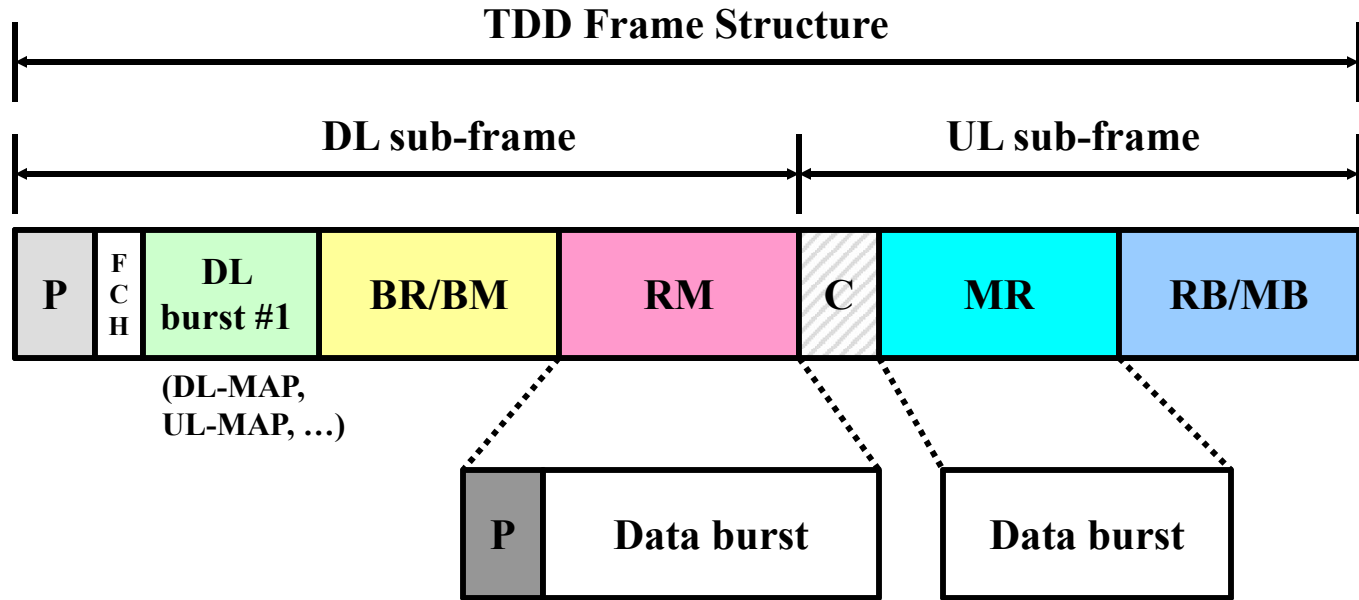 TDD Frame Structure
DL sub-frame
UL sub-frame
P
F
C
H
DL
burst #1
BR/BM
RM
C
MR
RB/MB
(DL-MAP,
UL-MAP, …)
P
Data burst
Data burst